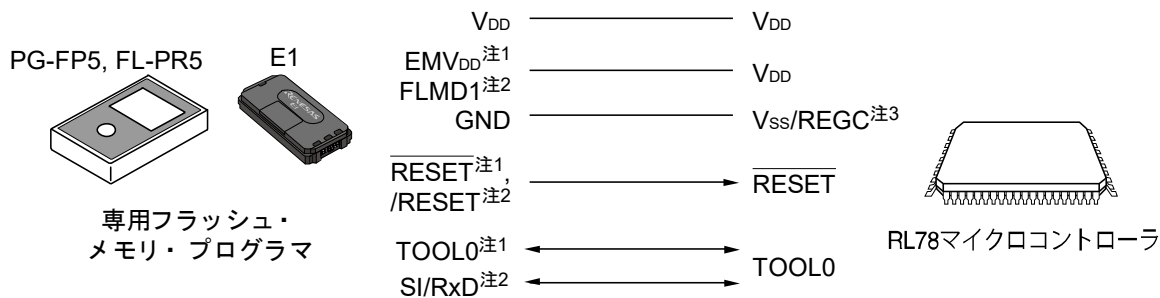 PG-FP5, FL-PR5
E1
RENESAS
E1
専用フラッシュ・
メモリ・プログラマ
VDD
VDD
EMVDD注1
FLMD1注2
VDD
GND
VSS/REGC注3
RESET注1,
/RESET注2
RESET
TOOL0注1
SI/RxD注2
TOOL0
RL78マイクロコントローラ